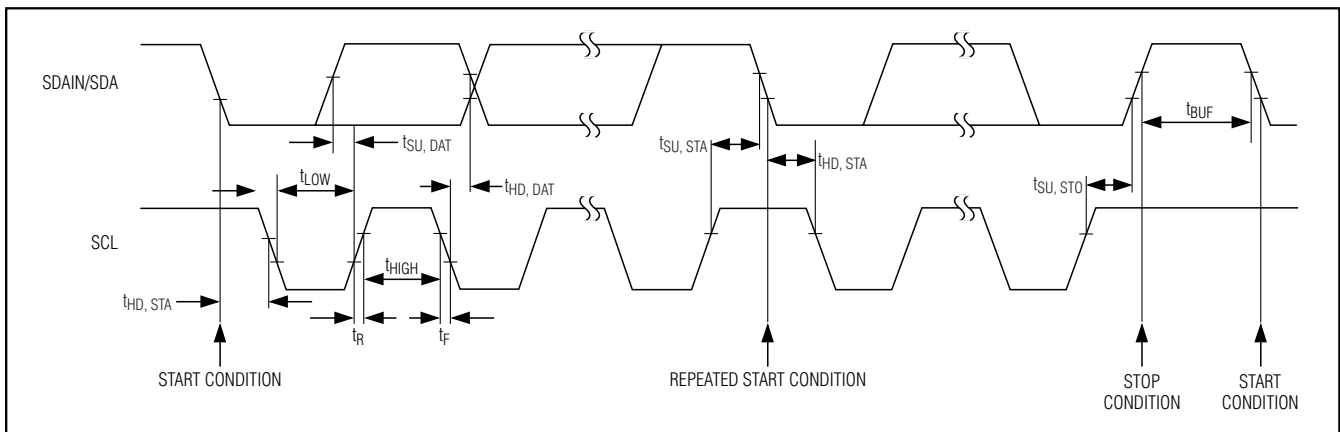 SDAIN/SDA
tSU, DAT
tSU, STA
tBUF
tLOW
tHD, STA
tHD, DAT
tSU, STO
SCL
tHIGH
tHD, STA
tR
tF
START CONDITION
REPEATED START CONDITION
STOP
CONDITION
START
CONDITION